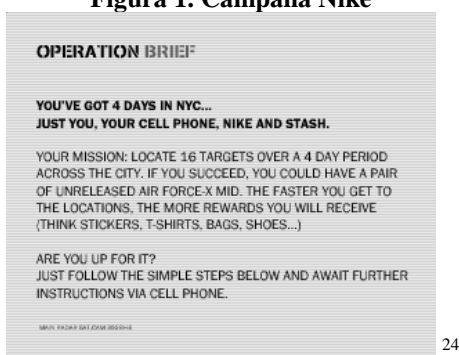 Figura 1. Campaña Nike
OPERATION BRIEF
YOU'VE GOT 4 DAYS IN NYC...
JUST YOU, YOUR CELL PHONE, NIKE AND STASH.
YOUR MISSION: LOCATE 16 TARGETS OVER A 4 DAY PERIOD
ACROSS THE CITY. IF YOU SUCCEED, YOU COULD HAVE A PAIR
OF UNRELEASED AIR FORCE-X MID. THE FASTER YOU GET TO
THE LOCATIONS, THE MORE REWARDS YOU WILL RECEIVE
(THINK STICKERS, T-SHIRTS, BAGS, SHOES...)
ARE YOU UP FOR IT?
JUST FOLLOW THE SIMPLE STEPS BELOW AND AWAIT FURTHER
INSTRUCTIONS VIA CELL PHONE.
24